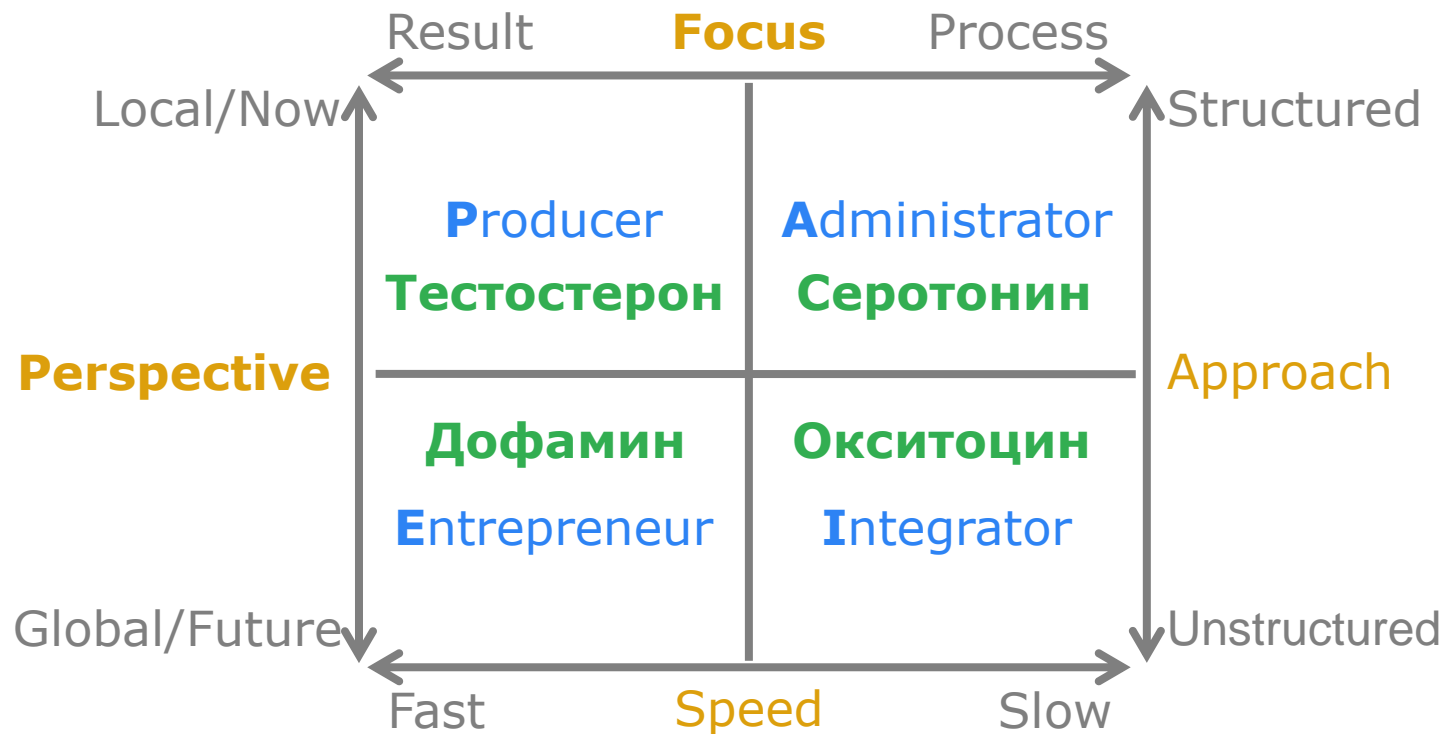 Result Focus Process
Local/Now Structured
Producer Administrator
Тестостерон Серотонин
Perspective Approach
Дофамин Окситоцин
Entrepreneur Integrator
Global/Future Unstructured
Fast Speed Slow